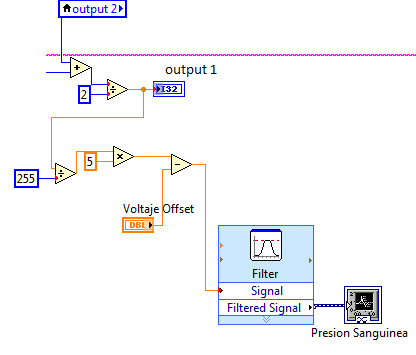 output 2
+
output 1
2
÷
I32
255
÷
5
×
−
Voltaje Offset
DBL
Filter
Signal
Filtered Signal
Presion Sanguinea